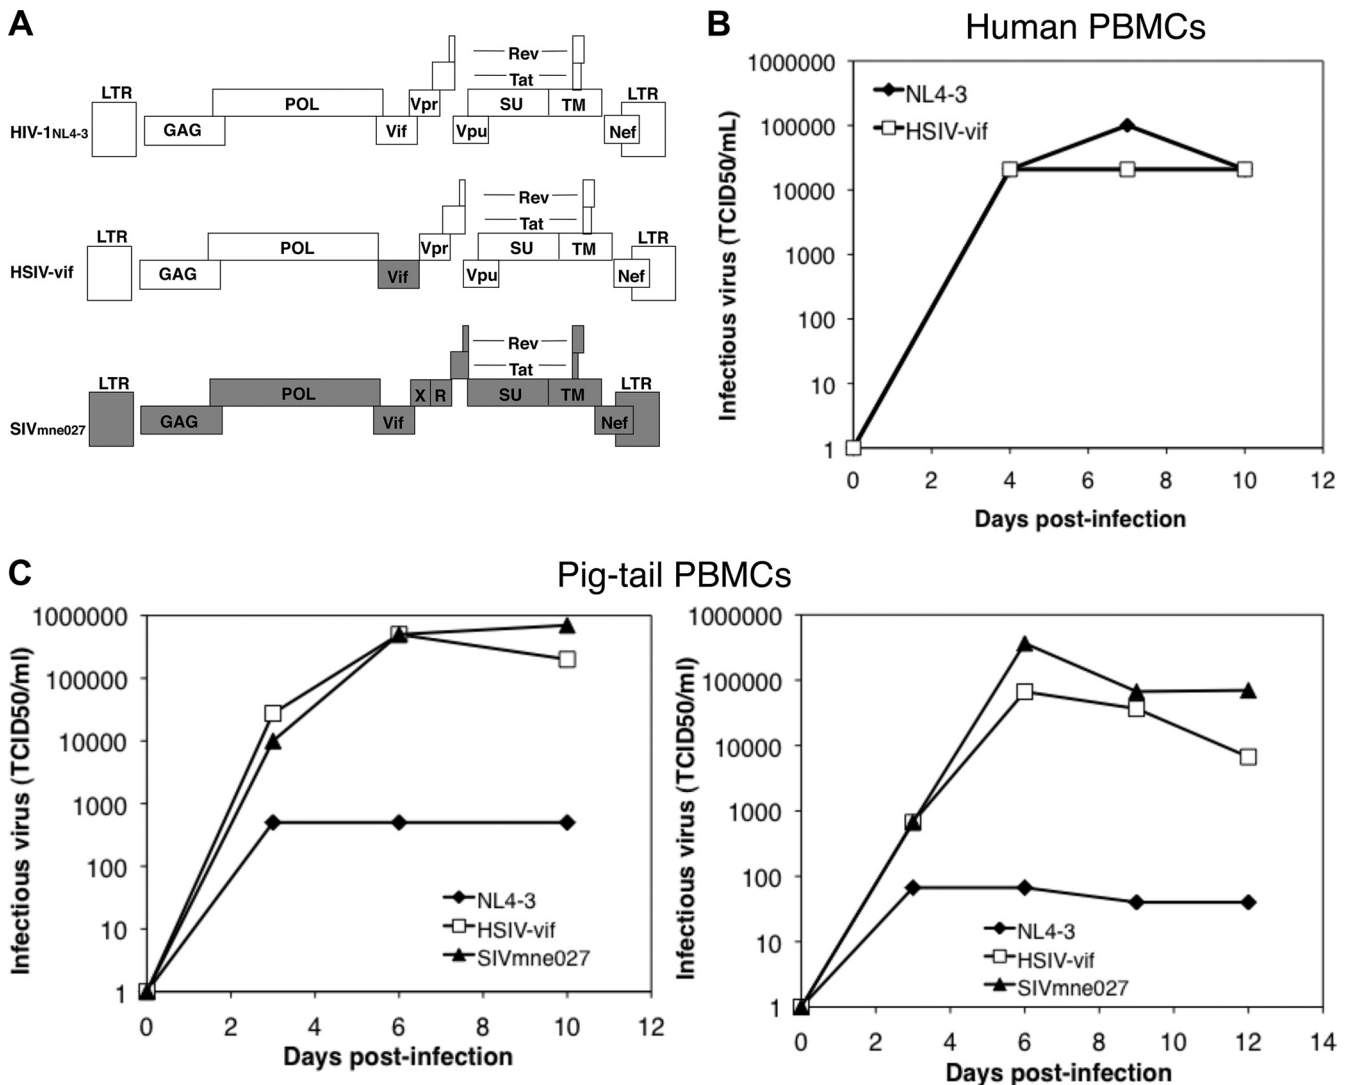 A
LTR
GAG
POL
Vif
Vpr
Rev
Tat
Vpu
SU
TM
Nef
LTR
HIV-1NL4-3
LTR
GAG
POL
Vif
Vpr
Rev
Tat
Vpu
SU
TM
Nef
LTR
HSIV-vif
LTR
GAG
POL
Vif
X
R
Rev
Tat
SU
TM
Nef
LTR
SIVmne027
B
Human PBMCs
Infectious virus (TCID50/mL)
1000000
100000
10000
1000
100
10
1
NL4-3
HSIV-vif
0 2 4 6 8 10 12
Days post-infection
C
Pig-tail PBMCs
Infectious virus (TCID50/ml)
1000000
100000
10000
1000
100
10
1
NL4-3
HSIV-vif
SIVmne027
0 2 4 6 8 10 12
Days post-infection
Infectious virus (TCID50/ml)
1000000
100000
10000
1000
100
10
1
NL4-3
HSIV-vif
SIVmne027
0 2 4 6 8 10 12 14
Days post-infection